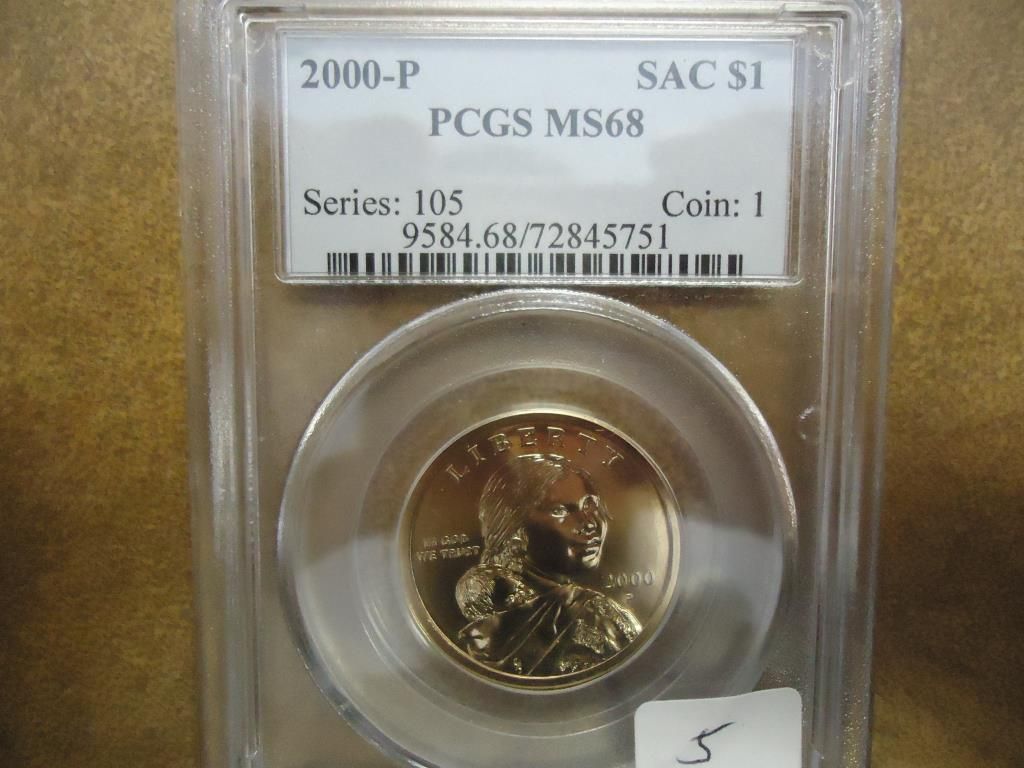 2000-P SAC $1
PCGS MS68
Series: 105 Coin: 1
9584.68/72845751
LIBERTY
IN GOD
WE TRUST
2000
P
5